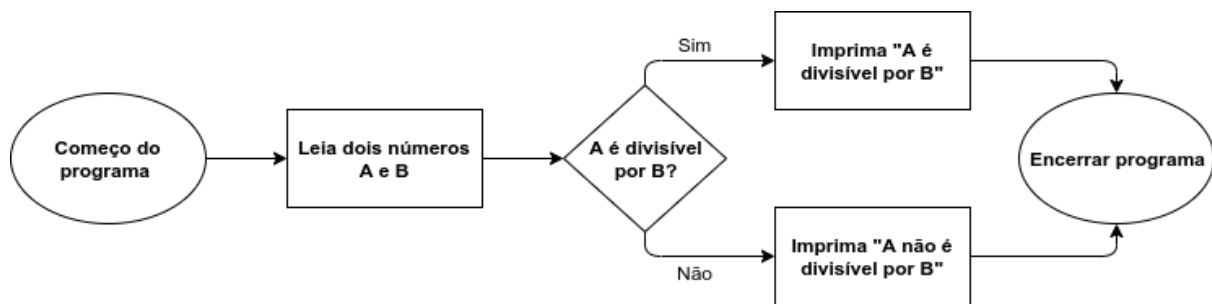 Começo do
programa
Leia dois números
A e B
A é divisível
por B?
Sim
Imprima "A é
divisível por B"
Não
Imprima "A não é
divisível por B"
Encerrar programa